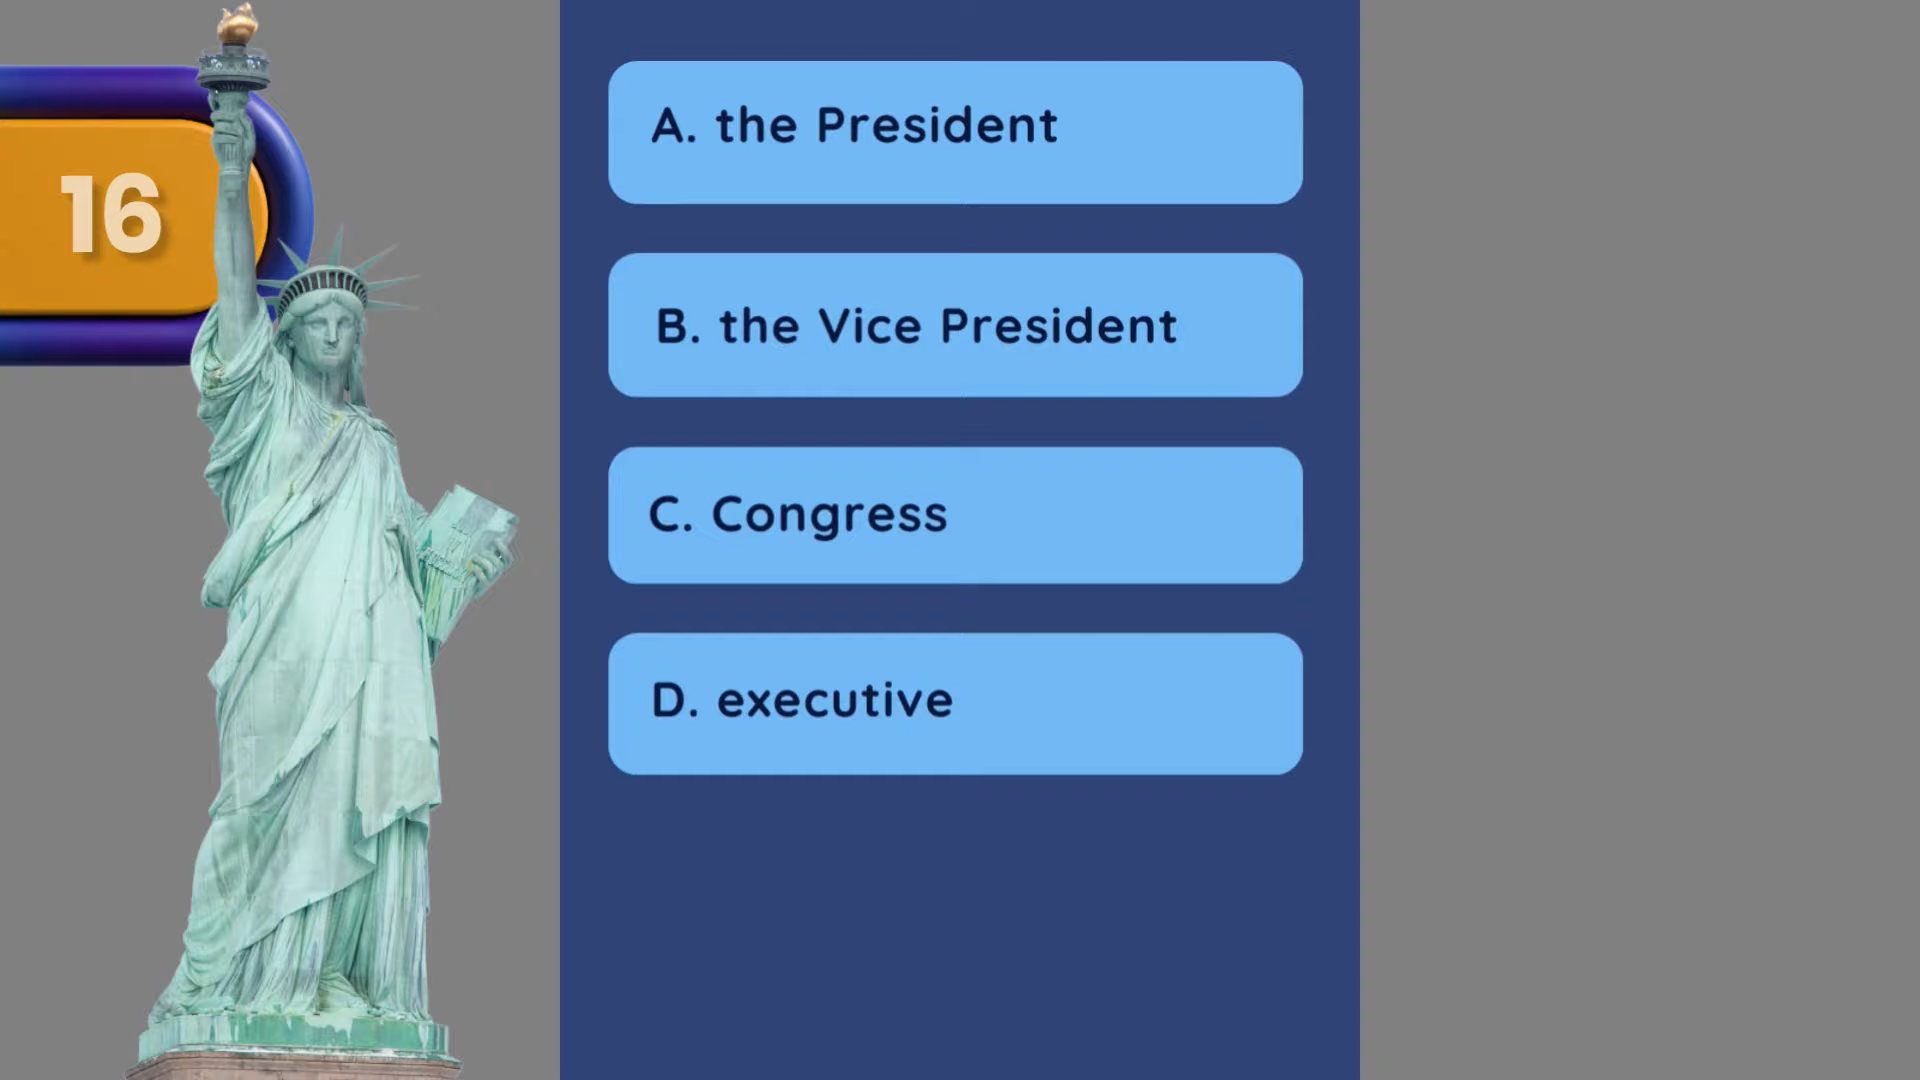 16
A. the President
B. the Vice President
C. Congress
D. executive